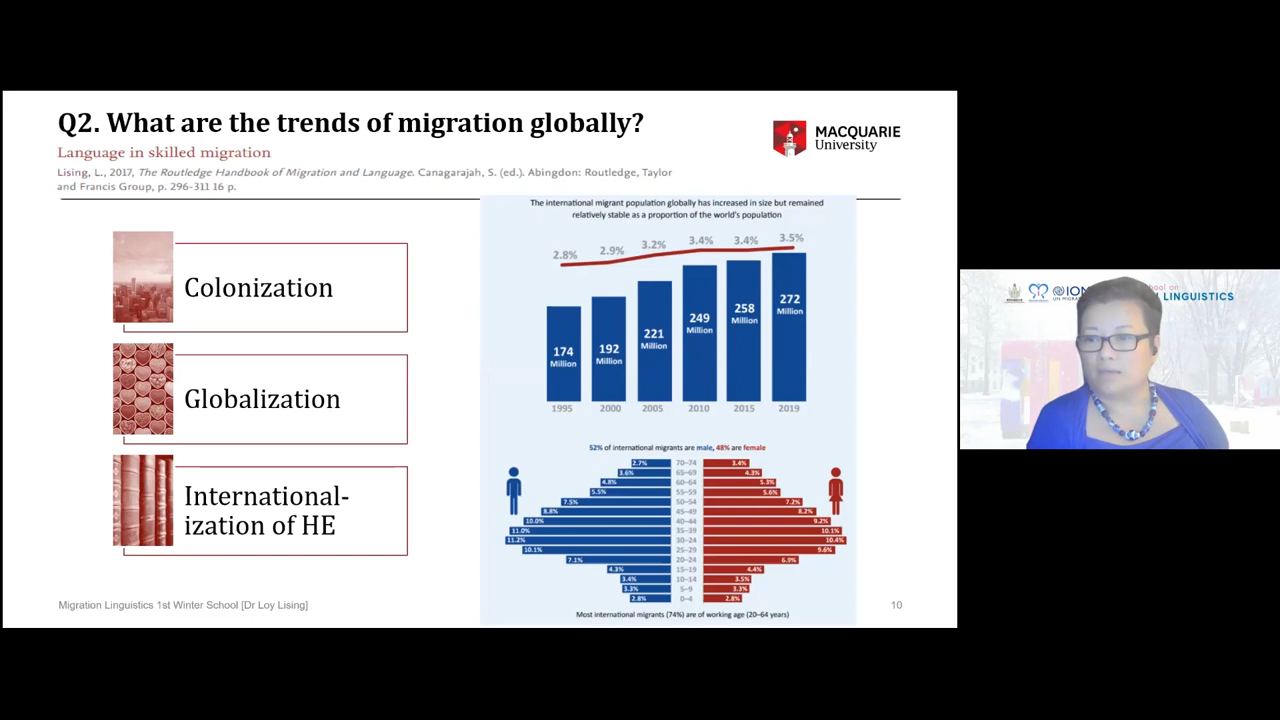 Q2. What are the trends of migration globally?
Language in skilled migration
Lising, L., 2017, The Routledge Handbook of Migration and Language. Canagarajah, S. (ed.). Abingdon: Routledge, Taylor
and Francis Group, p. 296-311 16 p.
MACQUARIE
University
Colonization
Globalization
International-
ization of HE
The international migrant population globally has increased in size but remained
relatively stable as a proportion of the world's population
2.8% 2.9% 3.2% 3.4% 3.4% 3.5%
174 Million
192 Million
221 Million
249 Million
258 Million
272 Million
1995 2000 2005 2010 2015 2019
52% of international migrants are male, 48% are female
2.7% 70–74 3.4%
3.6% 65–69 4.3%
4.8% 60–64 5.3%
5.5% 55–59 5.6%
7.5% 50–54 7.2%
8.8% 45–49 8.2%
10.0% 40–44 9.2%
11.0% 35–39 10.1%
11.2% 30–24 10.4%
10.1% 25–29 9.6%
7.1% 20–24 6.9%
4.3% 15–19 4.4%
3.4% 10–14 3.5%
3.3% 5–9 3.3%
2.8% 0–4 2.8%
Most international migrants (74%) are of working age (20–64 years)
Migration Linguistics 1st Winter School [Dr Loy Lising]
10
ION
UN MIGRA
LINGUISTICS